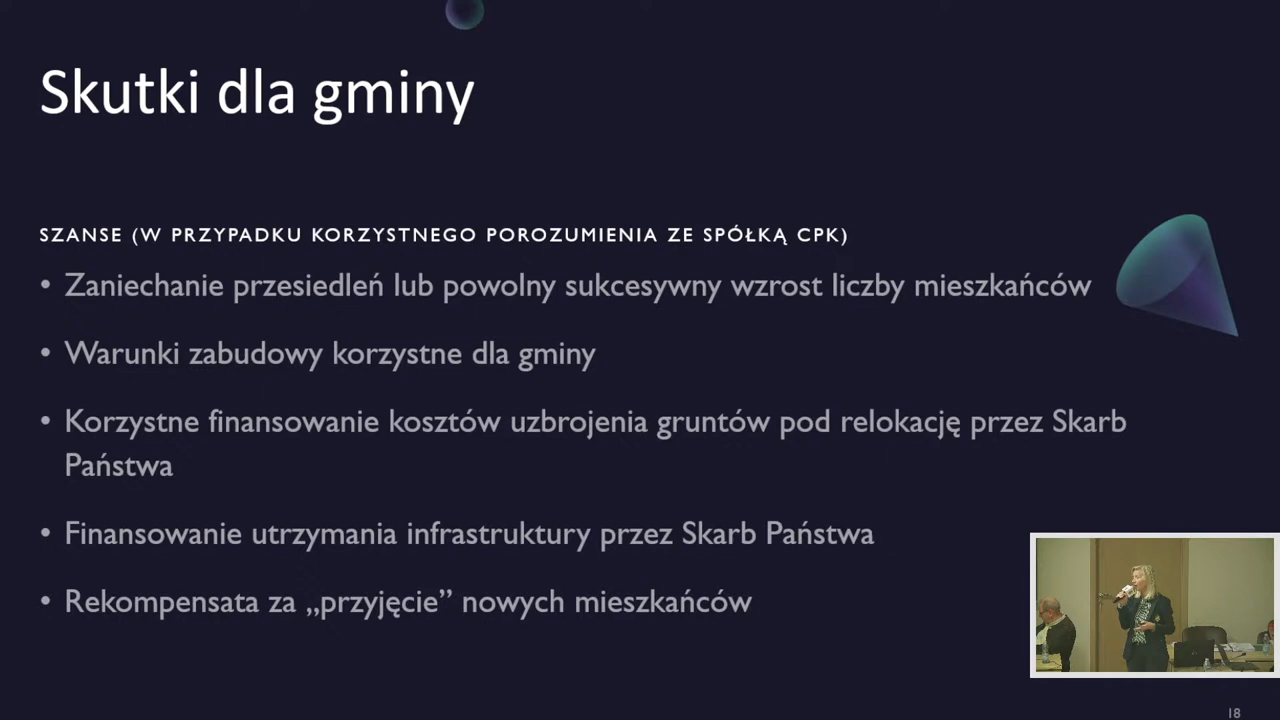 Skutki dla gminy
SZANSE (W PRZYPADKU KORZYSTNEGO POROZUMIENIA ZE SPÓŁKĄ CPK)
• Zaniechanie przesiedleń lub powolny sukcesywny wzrost liczby mieszkańców
• Warunki zabudowy korzystne dla gminy
• Korzystne finansowanie kosztów uzbrojenia gruntów pod relokację przez Skarb
Państwa
• Finansowanie utrzymania infrastruktury przez Skarb Państwa
• Rekompensata za „przyjęcie” nowych mieszkańców
18